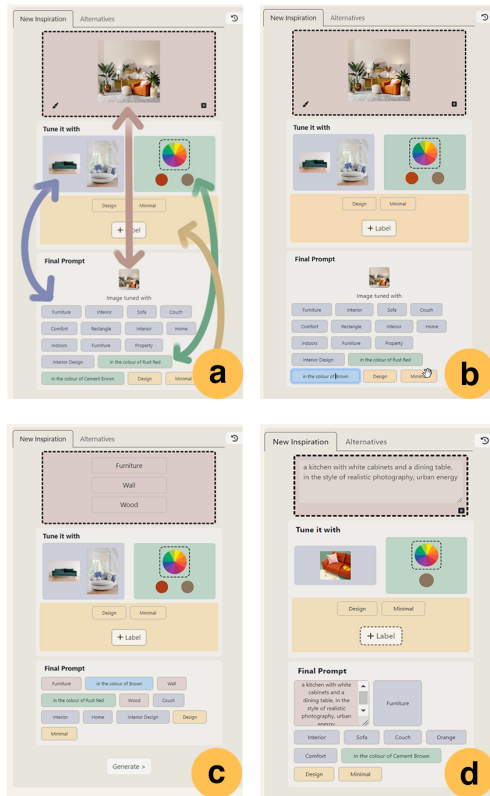 New Inspiration Alternatives
Tune it with
Design Minimal
+ Label
Final Prompt
Image tuned with
Furniture Interior Sofa Couch
Comfort Rectangle Interior Home
Indoors Furniture Property
Interior Design in the colour of Rust Red
in the colour of Cement Brown Design Minimal
a
New Inspiration Alternatives
Tune it with
Design Minimal
+ Label
Final Prompt
Image tuned with
Furniture Interior Sofa Couch
Comfort Rectangle Interior Home
Indoors Furniture Property
Interior Design in the colour of Rust Red
in the colour of Brown Design Minimal
b
New Inspiration Alternatives
Furniture
Wall
Wood
Tune it with
Design Minimal
+ Label
Final Prompt
Furniture in the colour of Brown Wall
in the colour of Rust Red Wood Couch
Interior Home Interior Design Design
Minimal
Generate >
c
New Inspiration Alternatives
a kitchen with white cabinets and a dining table,
in the style of realistic photography, urban energy
Tune it with
Design Minimal
+ Label
Final Prompt
a kitchen with white
cabinets and a
dining table, in the
style of realistic
photography, urban
energy
Furniture
Interior Sofa Couch Orange
Comfort in the colour of Cement Brown
Design Minimal
d